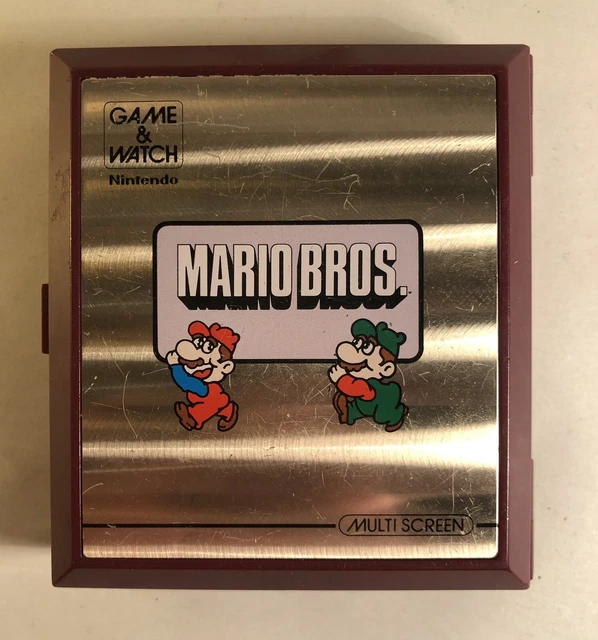 GAME
&
WATCH
Nintendo
MARIO BROS.
MULTI SCREEN